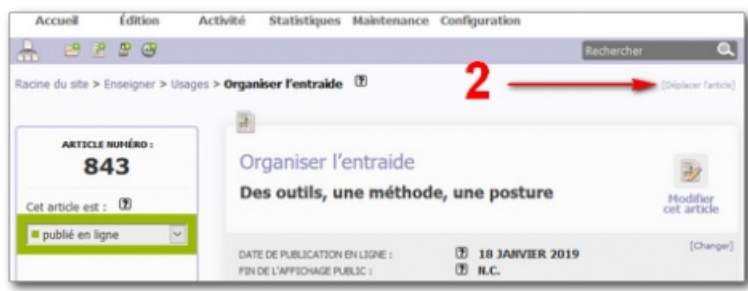 Accueil Édition Activité Statistiques Maintenance Configuration
Rechercher
Racine du site > Enseigner > Usages > Organiser l'entraide
2
[Déplacer l'article]
ARTICLE NUMÉRO :
843
Cet article est :
publié en ligne
Organiser l'entraide
Des outils, une méthode, une posture
Modifier
cet article
DATE DE PUBLICATION EN LIGNE : 18 JANVIER 2019
[Changer]
FIN DE L'AFFICHAGE PUBLIC : N.C.